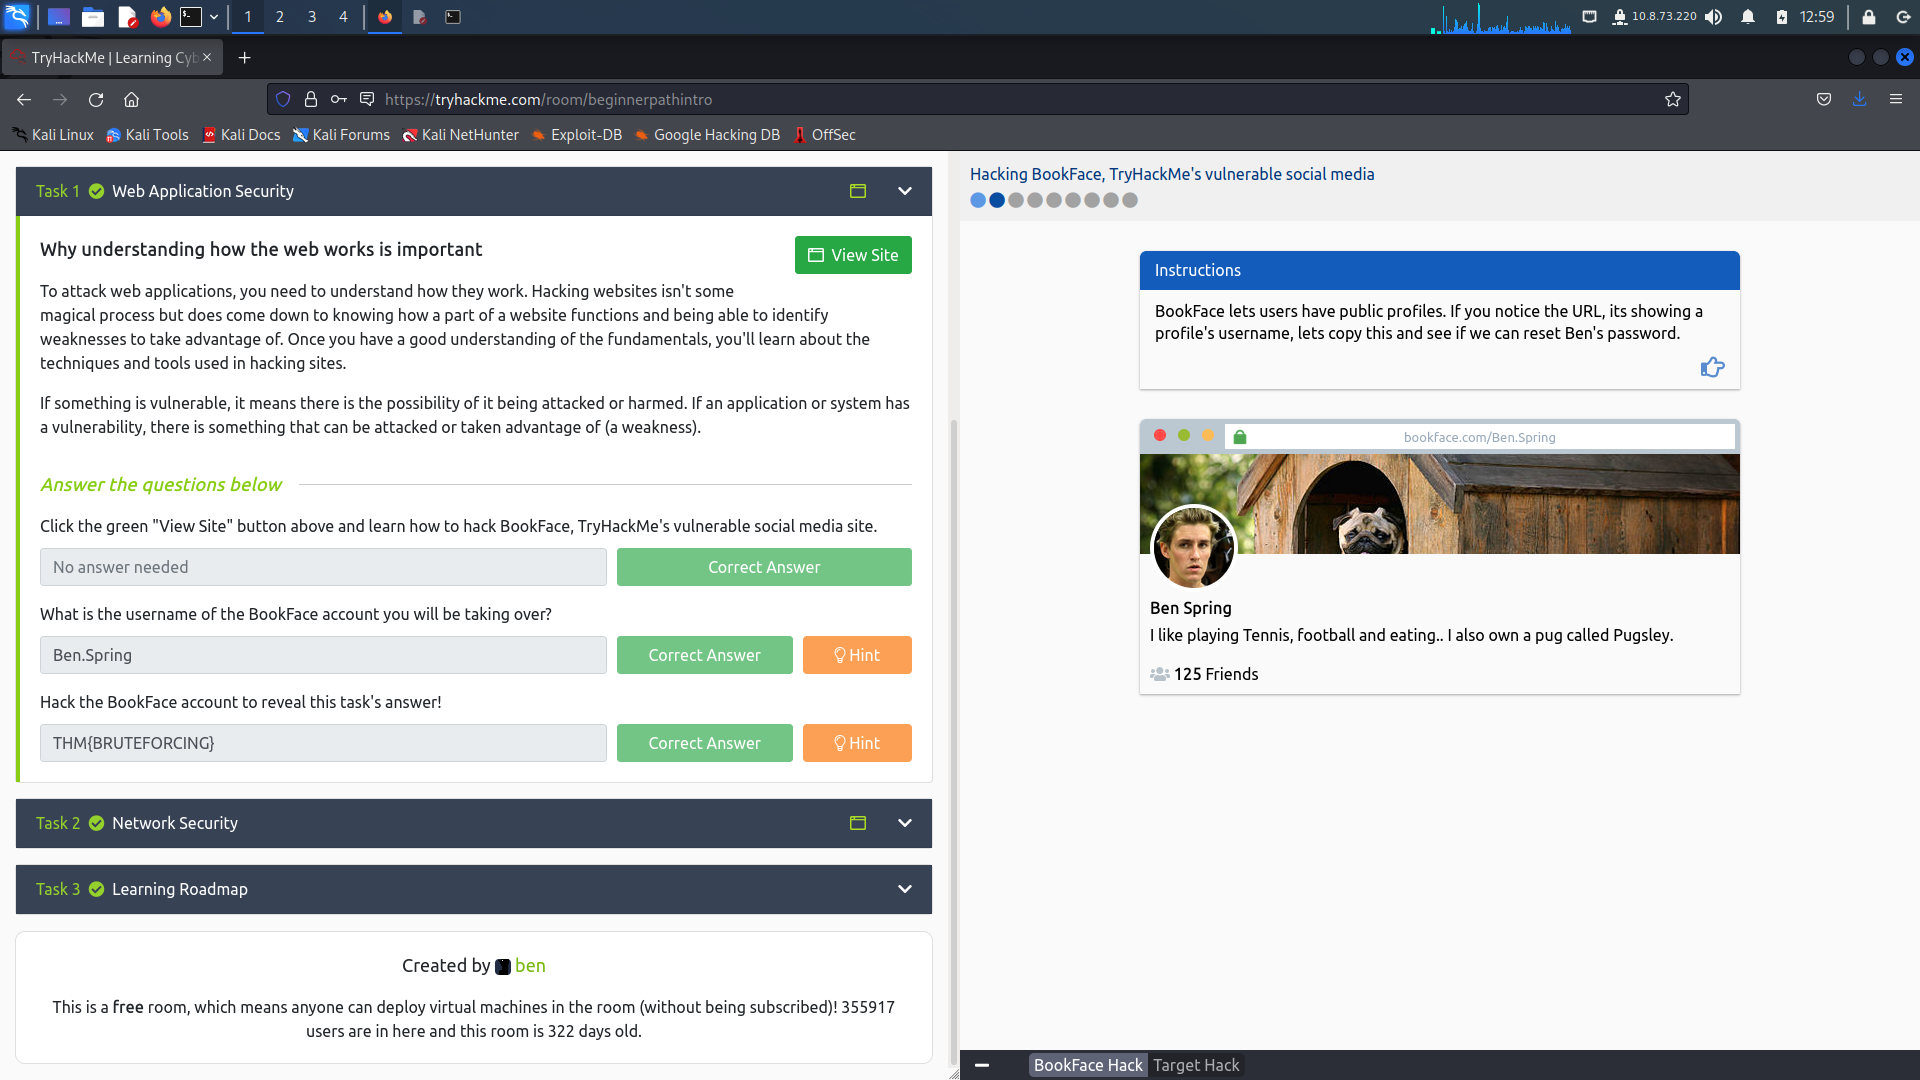 1 2 3 4
10.8.73.220 12:59
TryHackMe | Learning Cyb
https://tryhackme.com/room/beginnerpathintro
Kali Linux Kali Tools Kali Docs Kali Forums Kali NetHunter Exploit-DB Google Hacking DB OffSec
Task 1 Web Application Security
Why understanding how the web works is important
View Site
To attack web applications, you need to understand how they work. Hacking websites isn't some
magical process but does come down to knowing how a part of a website functions and being able to identify
weaknesses to take advantage of. Once you have a good understanding of the fundamentals, you'll learn about the
techniques and tools used in hacking sites.
If something is vulnerable, it means there is the possibility of it being attacked or harmed. If an application or system has
a vulnerability, there is something that can be attacked or taken advantage of (a weakness).
Answer the questions below
Click the green "View Site" button above and learn how to hack BookFace, TryHackMe's vulnerable social media site.
No answer needed Correct Answer
What is the username of the BookFace account you will be taking over?
Ben.Spring Correct Answer Hint
Hack the BookFace account to reveal this task's answer!
THM{BRUTEFORCING} Correct Answer Hint
Task 2 Network Security
Task 3 Learning Roadmap
Created by ben
This is a free room, which means anyone can deploy virtual machines in the room (without being subscribed)! 355917
users are in here and this room is 322 days old.
Hacking BookFace, TryHackMe's vulnerable social media
Instructions
BookFace lets users have public profiles. If you notice the URL, its showing a
profile's username, lets copy this and see if we can reset Ben's password.
bookface.com/Ben.Spring
Ben Spring
I like playing Tennis, football and eating.. I also own a pug called Pugsley.
125 Friends
BookFace Hack Target Hack